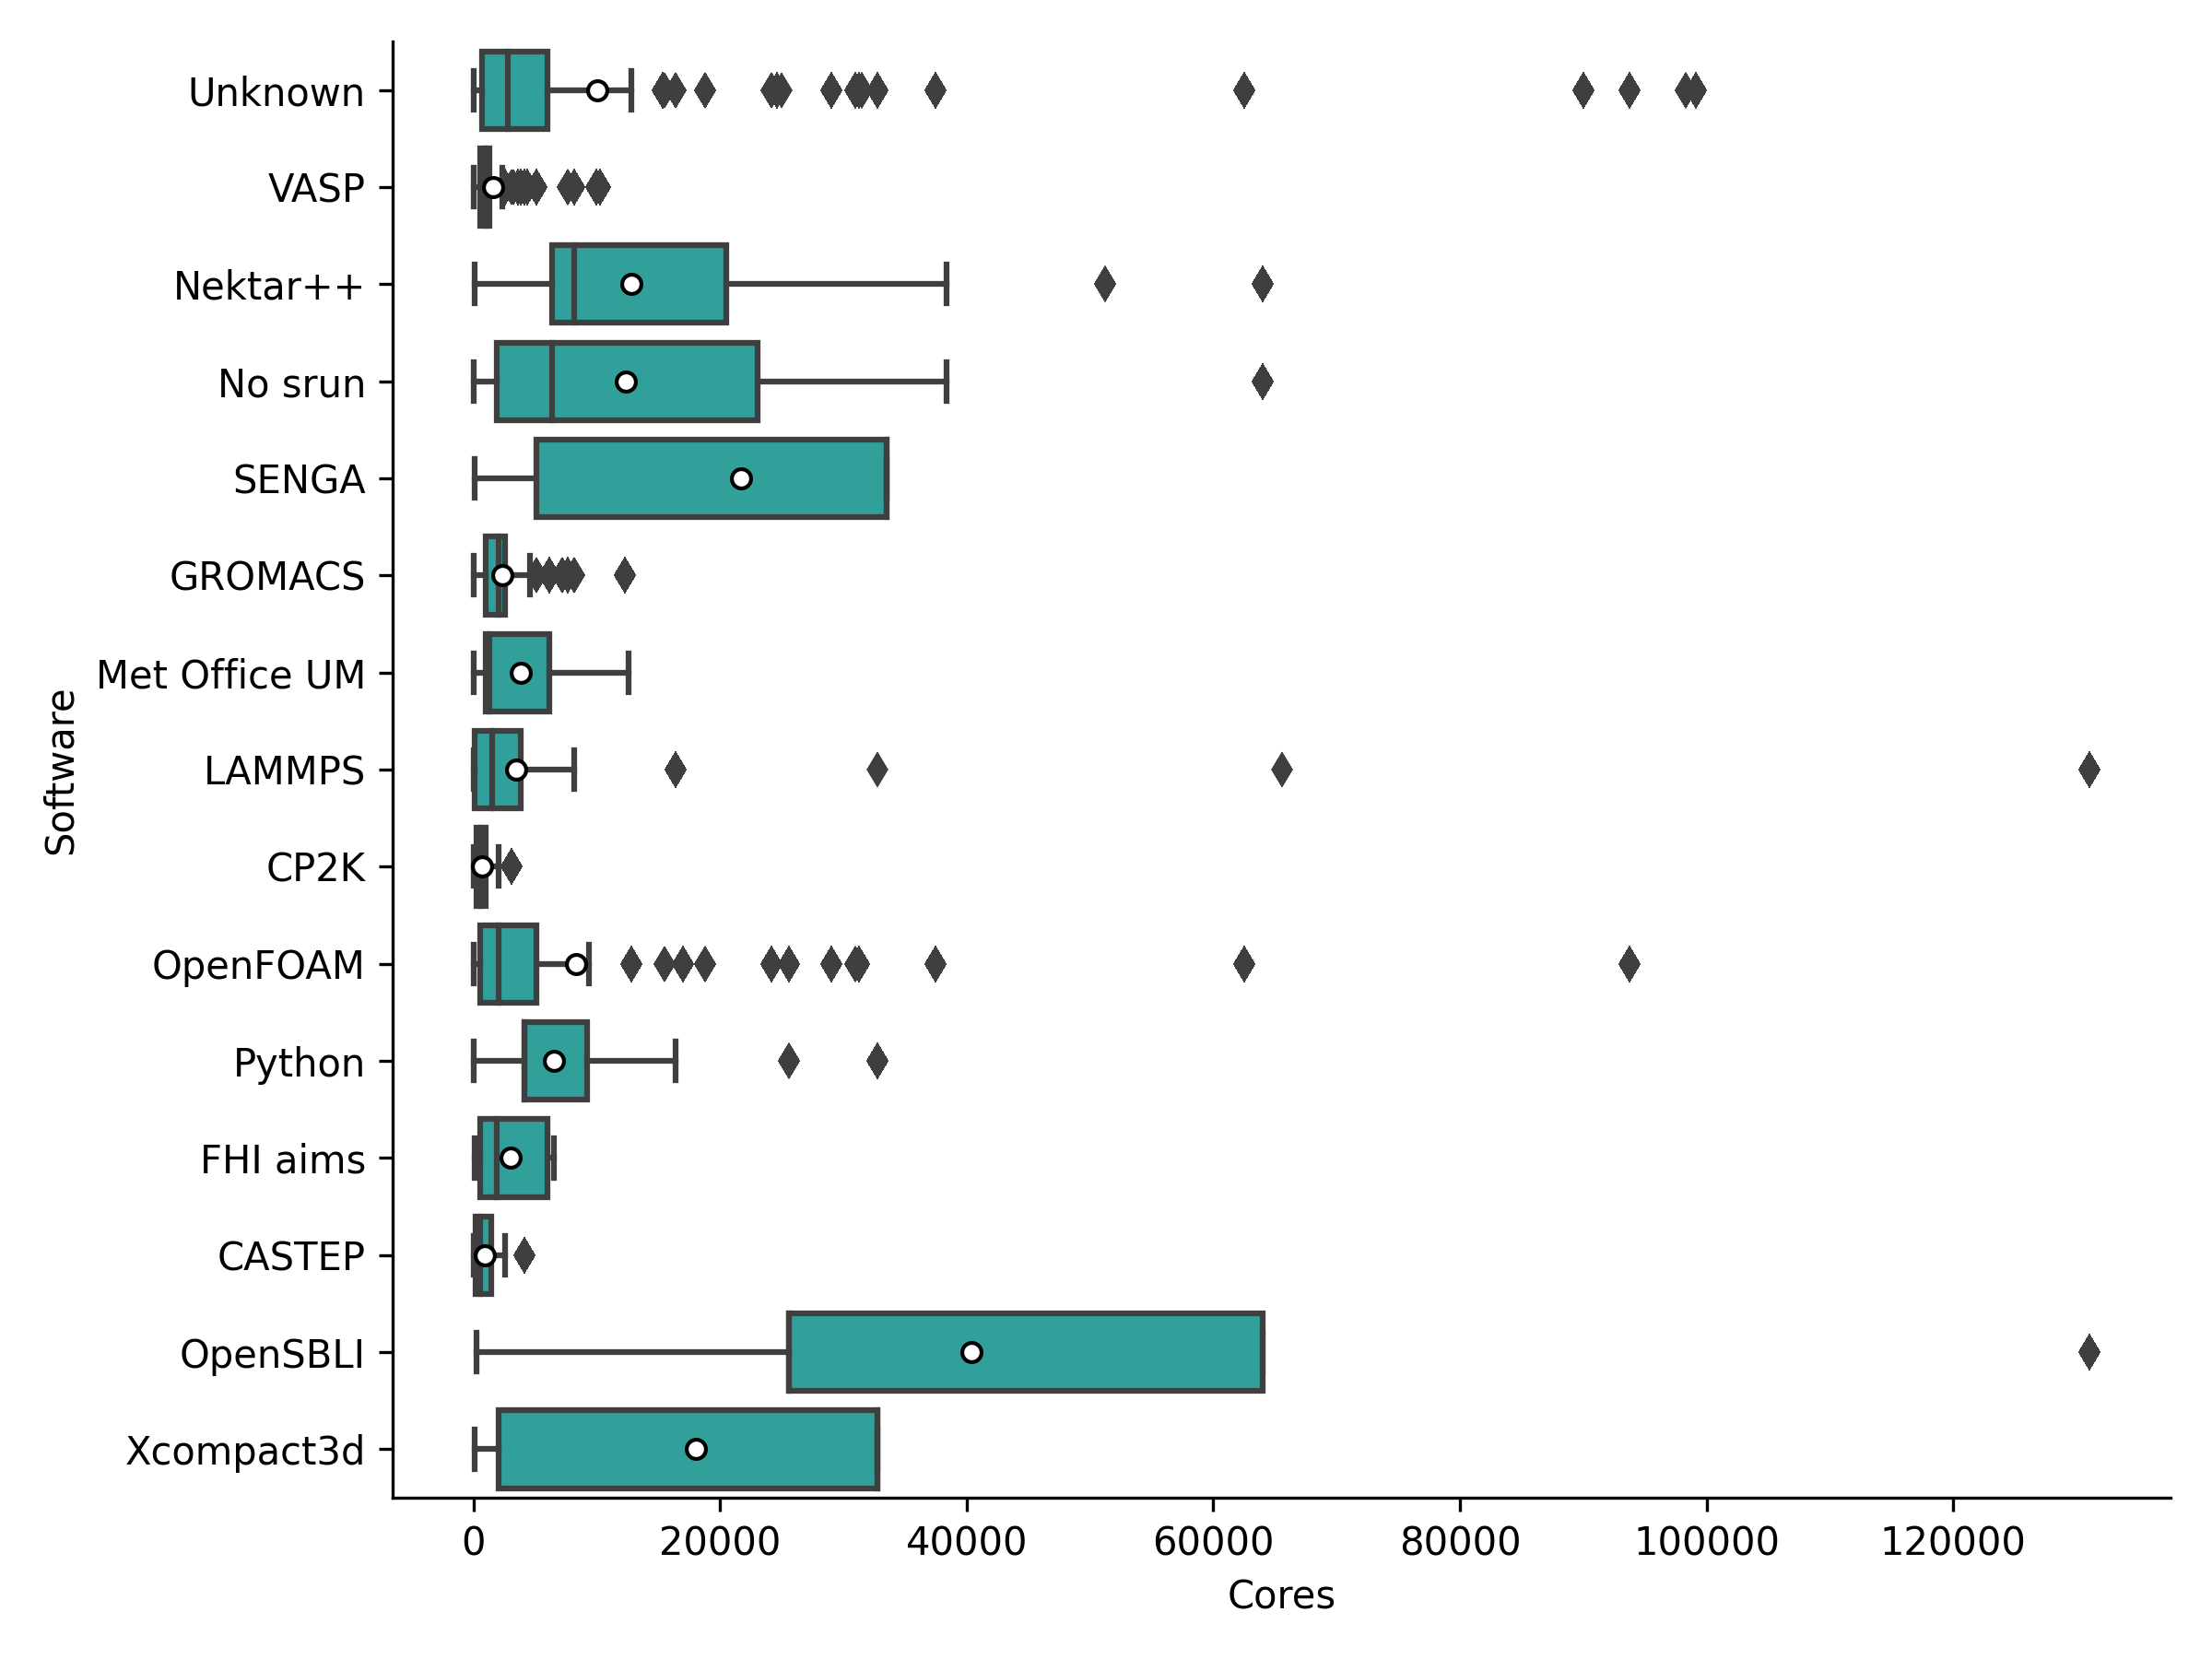 Software
Unknown
VASP
Nektar++
No srun
SENGA
GROMACS
Met Office UM
LAMMPS
CP2K
OpenFOAM
Python
FHI aims
CASTEP
OpenSBLI
Xcompact3d
0 20000 40000 60000 80000 100000 120000
Cores